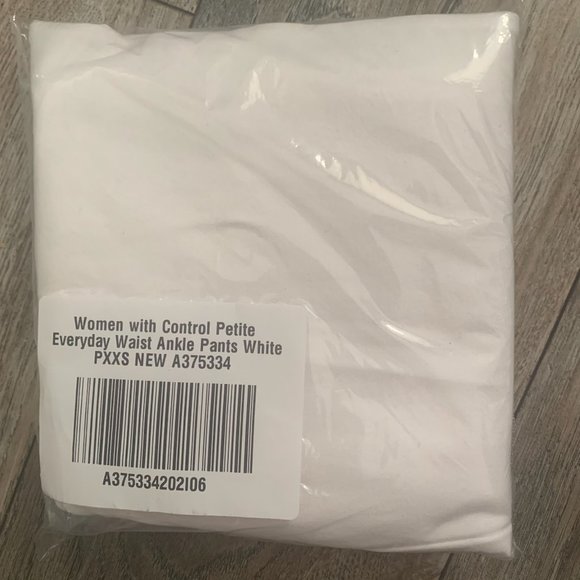 Women with Control Petite
Everyday Waist Ankle Pants White
PXXS NEW A375334
A375334202I06